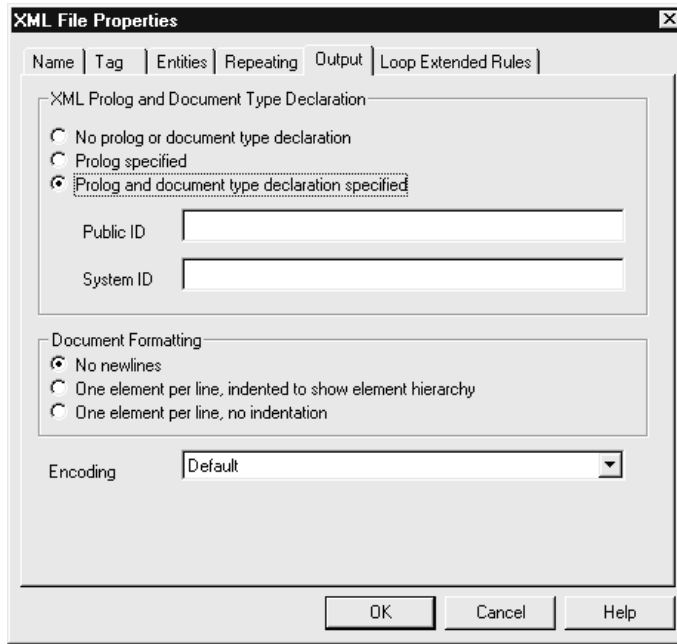 XML File Properties
Name Tag Entities Repeating Output Loop Extended Rules
XML Prolog and Document Type Declaration
No prolog or document type declaration
Prolog specified
Prolog and document type declaration specified
Public ID
System ID
Document Formatting
No newlines
One element per line, indented to show element hierarchy
One element per line, no indentation
Encoding Default
OK Cancel Help